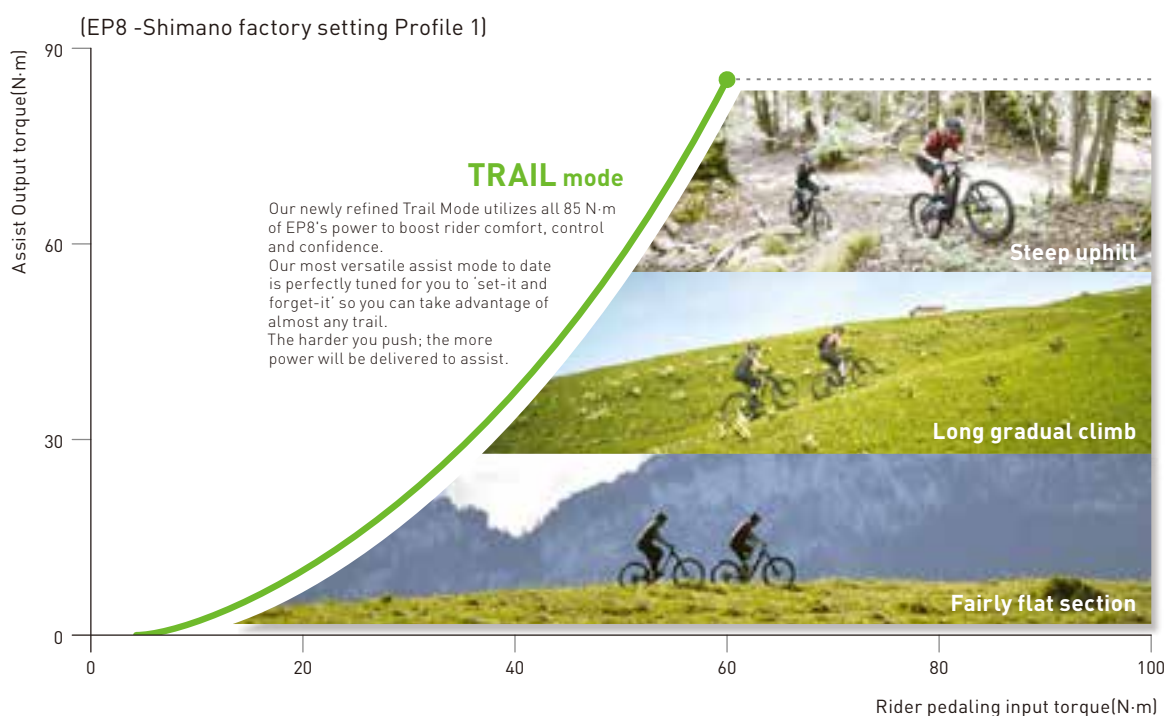 (EP8 -Shimano factory setting Profile 1)
Assist Output torque(N·m)
90
60
30
0
TRAIL mode
Our newly refined Trail Mode utilizes all 85 N·m
of EP8's power to boost rider comfort, control
and confidence.
Our most versatile assist mode to date
is perfectly tuned for you to 'set-it and
forget-it' so you can take advantage of
almost any trail.
The harder you push; the more
power will be delivered to assist.
Steep uphill
Long gradual climb
Fairly flat section
0
20
40
60
80
100
Rider pedaling input torque(N·m)